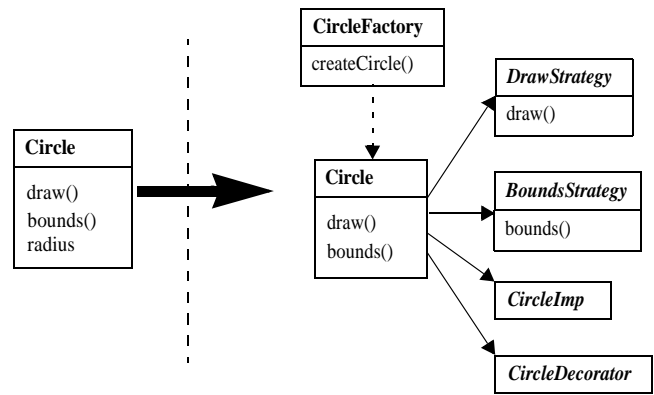 Circle
draw()
bounds()
radius
CircleFactory
createCircle()
Circle
draw()
bounds()
DrawStrategy
draw()
BoundsStrategy
bounds()
CircleImp
CircleDecorator